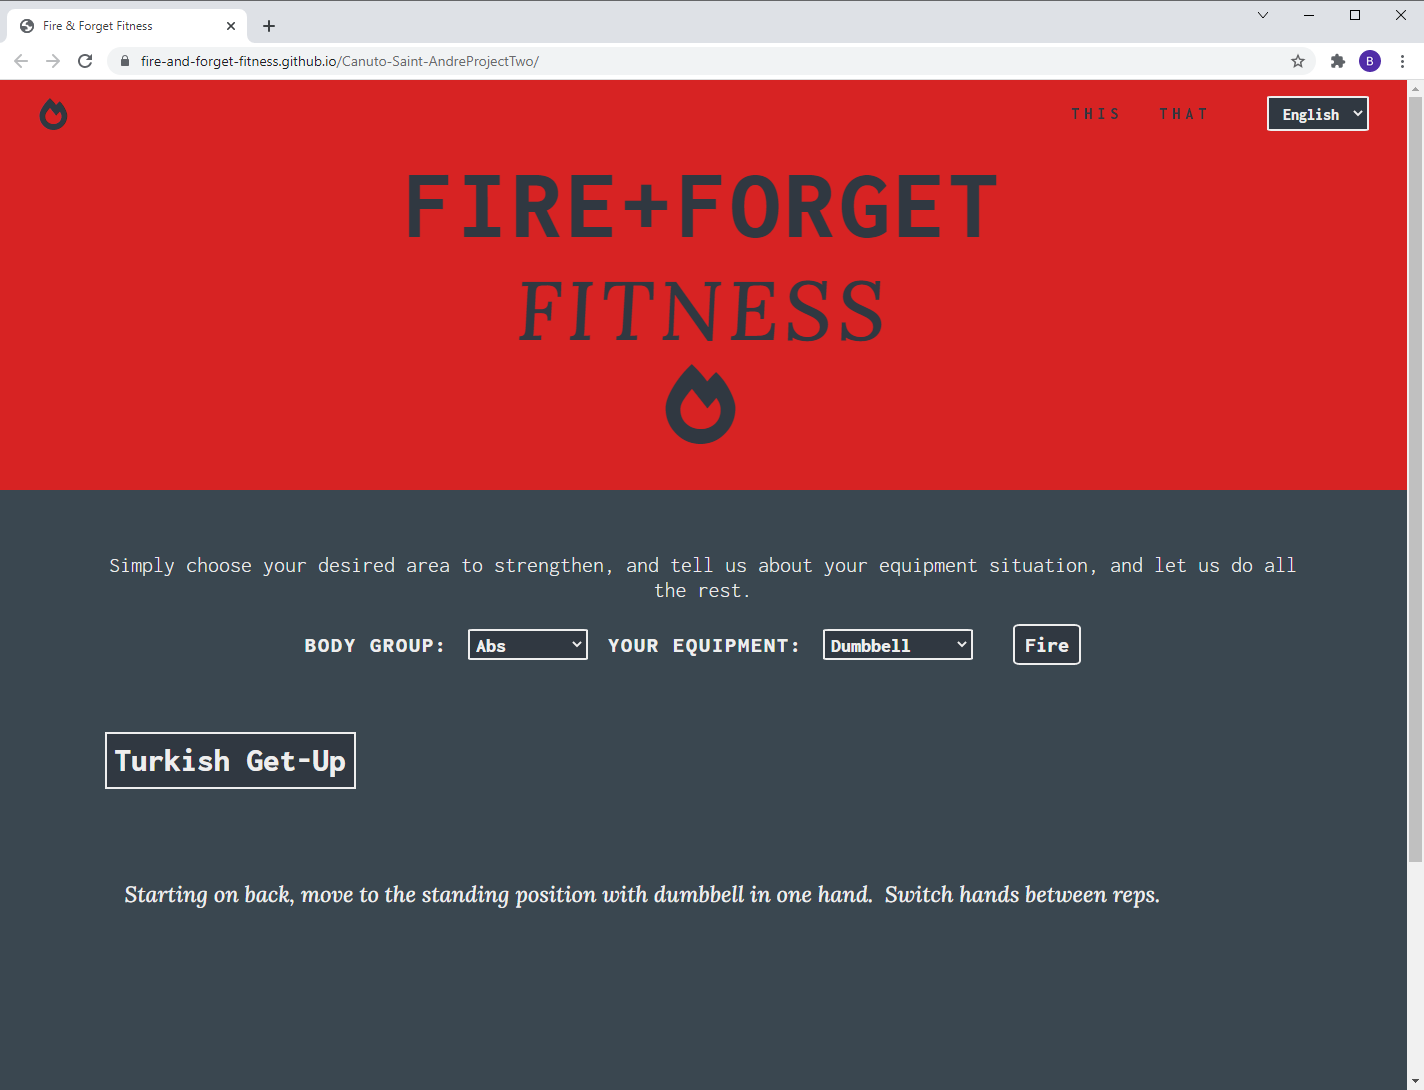 Fire & Forget Fitness
fire-and-forget-fitness.github.io/Canuto-Saint-AndreProjectTwo/
B
THIS THAT English
FIRE+FORGET
FITNESS
Simply choose your desired area to strengthen, and tell us about your equipment situation, and let us do all
the rest.
BODY GROUP: Abs YOUR EQUIPMENT: Dumbbell Fire
Turkish Get-Up
Starting on back, move to the standing position with dumbbell in one hand.  Switch hands between reps.